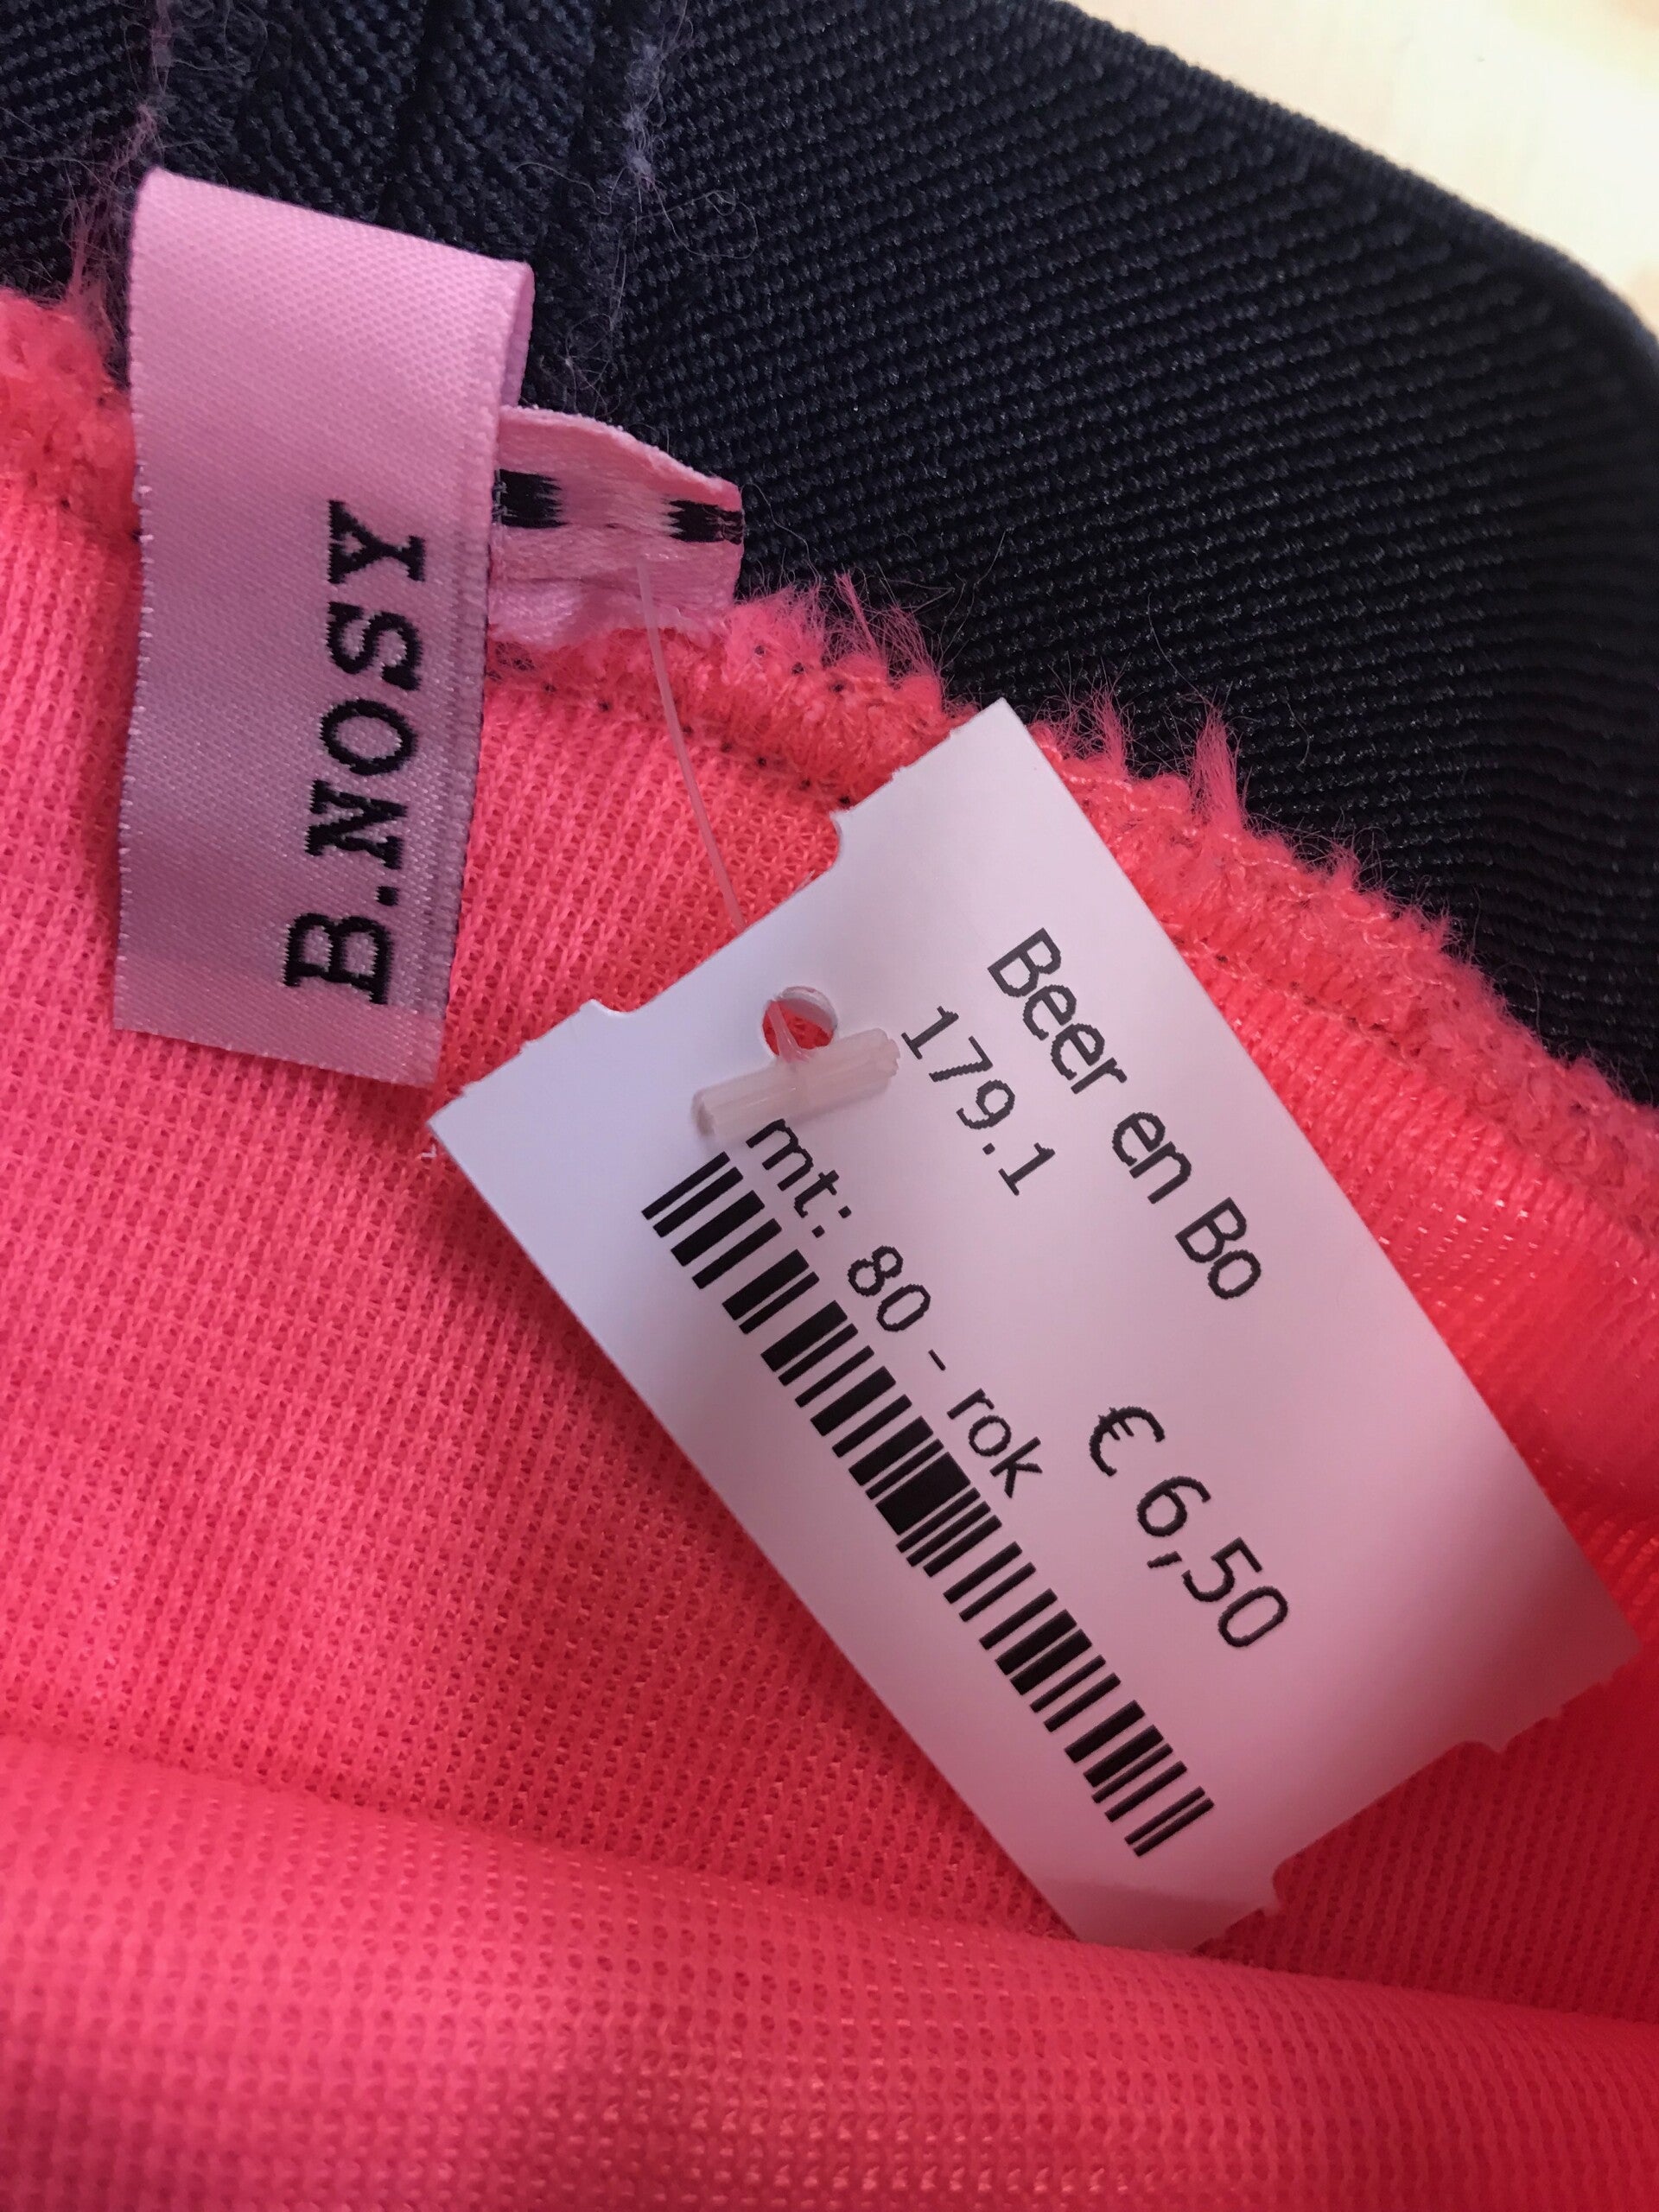 B.NOSY
Beer en Bo
179.1
€ 6,50
mt: 80 - rok